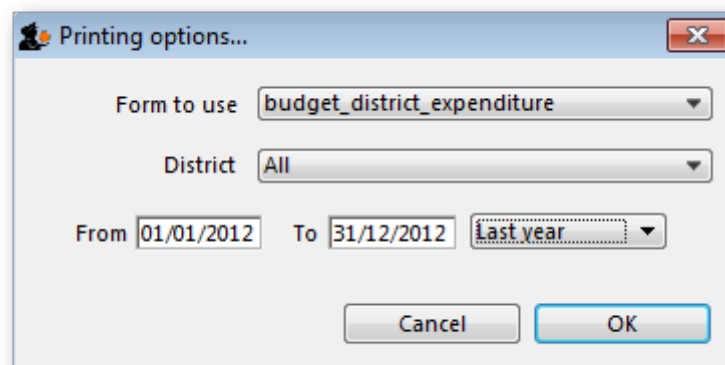 Printing options...
Form to use budget_district_expenditure
District All
From 01/01/2012 To 31/12/2012 Last year
Cancel OK